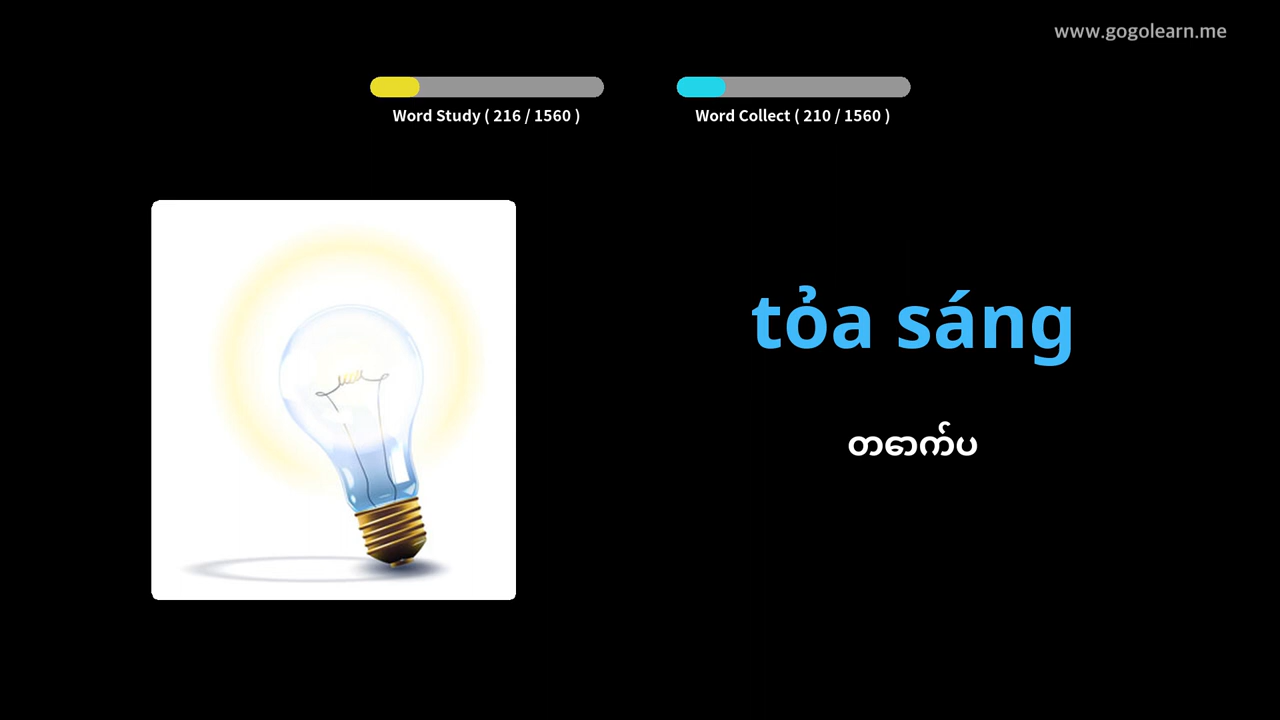 www.gogolearn.me
Word Study ( 216 / 1560 )
Word Collect ( 210 / 1560 )
tỏa sáng
တောက်ပ